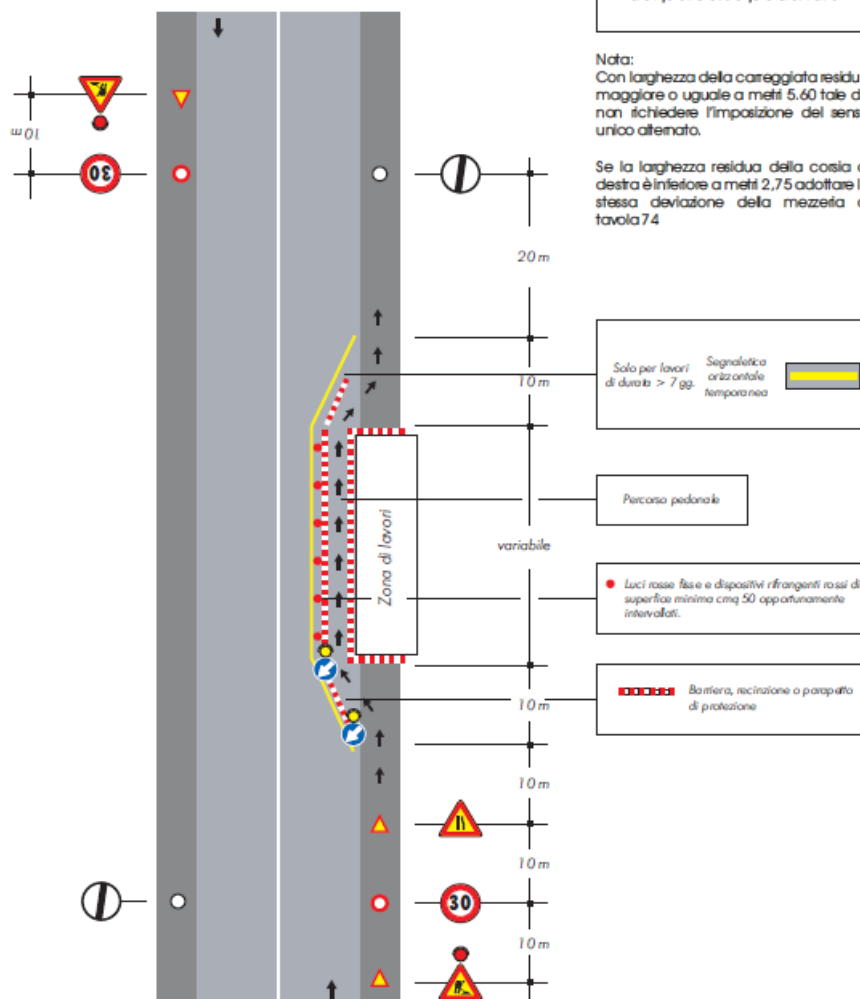 Nota:
Con larghezza della carreggiata residu
maggiore o uguale a metri 5.60 tale d
non richiedere l'imposizione del sens
unico alternato.
Se la larghezza residua della corsia d
destra è inferiore a metri 2,75 adottare l
stessa deviazione della mezzeria d
tavola 74
10 m
30
20 m
10 m
Solo per lavori
di durata > 7 gg.
Segnaletica
orizzontale
temporanea
Percorso pedonale
Zona di lavori
variabile
Luci rosse fisse e dispositivi rifrangenti rossi di
superfice minima cmq 50 opportunamente
intervallati.
Barriera, recinzione o parapetto
di protezione
10 m
10 m
10 m
30
10 m